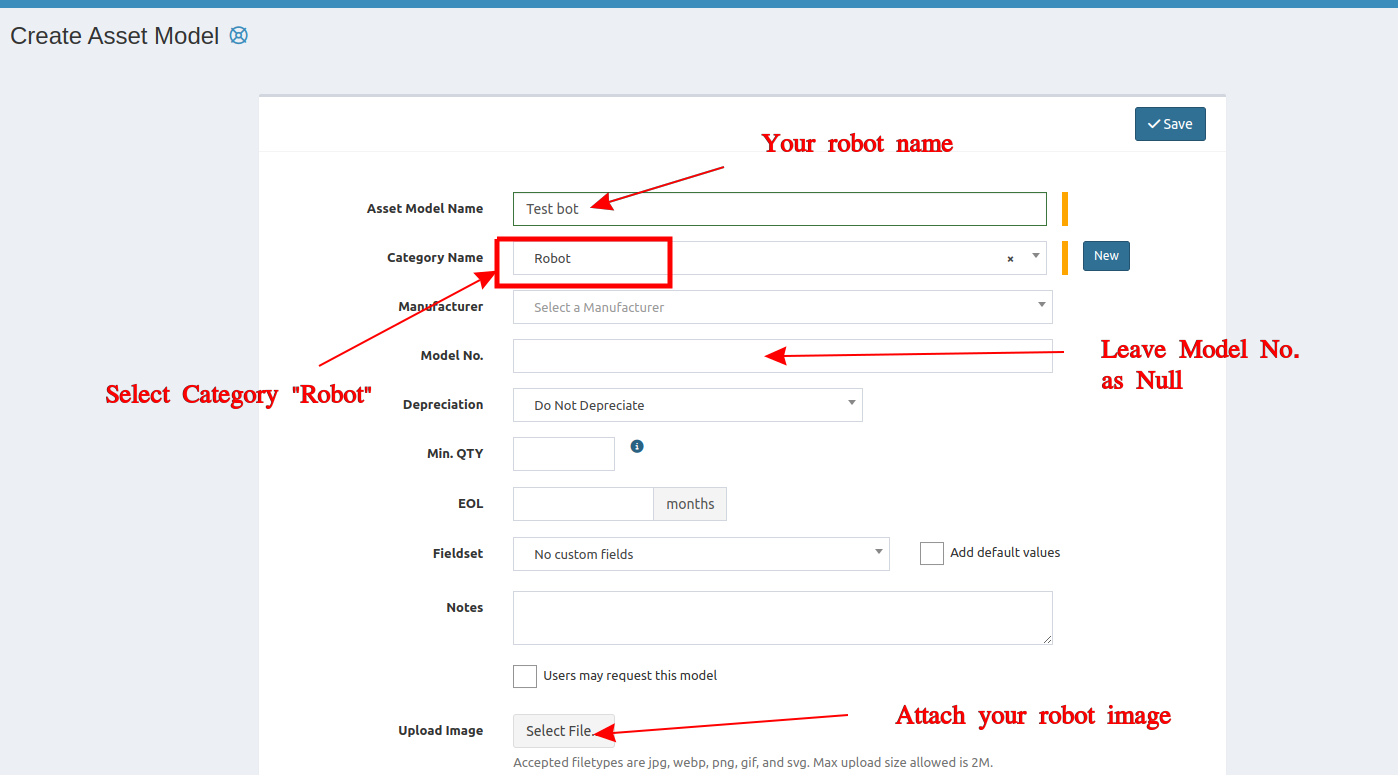 Create Asset Model
Save
Your robot name
Asset Model Name
Test bot
Category Name
Robot
×
New
Manufacturer
Select a Manufacturer
Model No.
Leave Model No.
as Null
Select Category "Robot"
Depreciation
Do Not Depreciate
Min. QTY
EOL
months
Fieldset
No custom fields
Add default values
Notes
Users may request this model
Attach your robot image
Upload Image
Select File..
Accepted filetypes are jpg, webp, png, gif, and svg. Max upload size allowed is 2M.